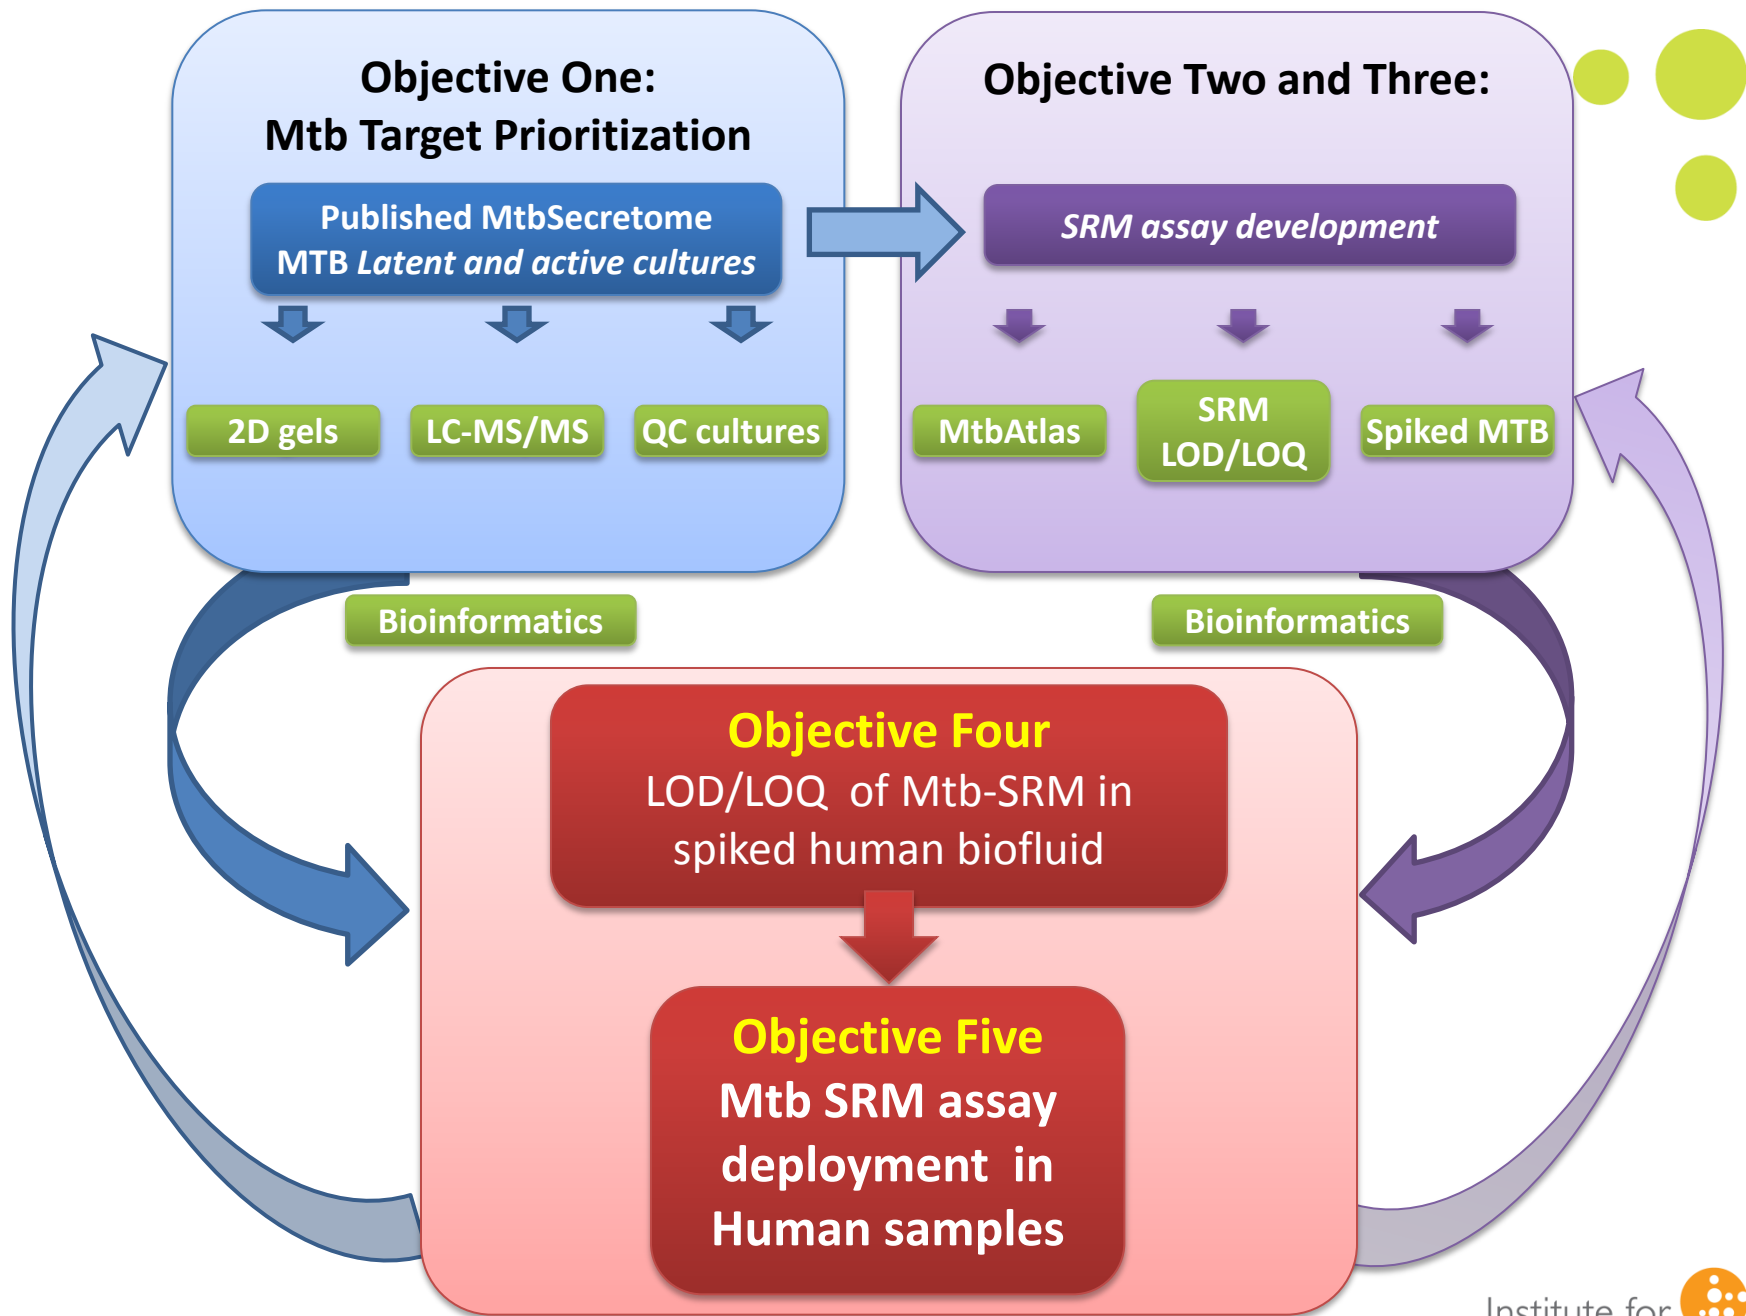 Objective One:
Mtb Target Prioritization
Published MtbSecretome
MTB Latent and active cultures
2D gels
LC-MS/MS
QC cultures
Objective Two and Three:
SRM assay development
MtbAtlas
SRM
LOD/LOQ
Spiked MTB
Bioinformatics
Bioinformatics
Objective Four
LOD/LOQ  of Mtb-SRM in
spiked human biofluid
Objective Five
Mtb SRM assay
deployment  in
Human samples
Institute for